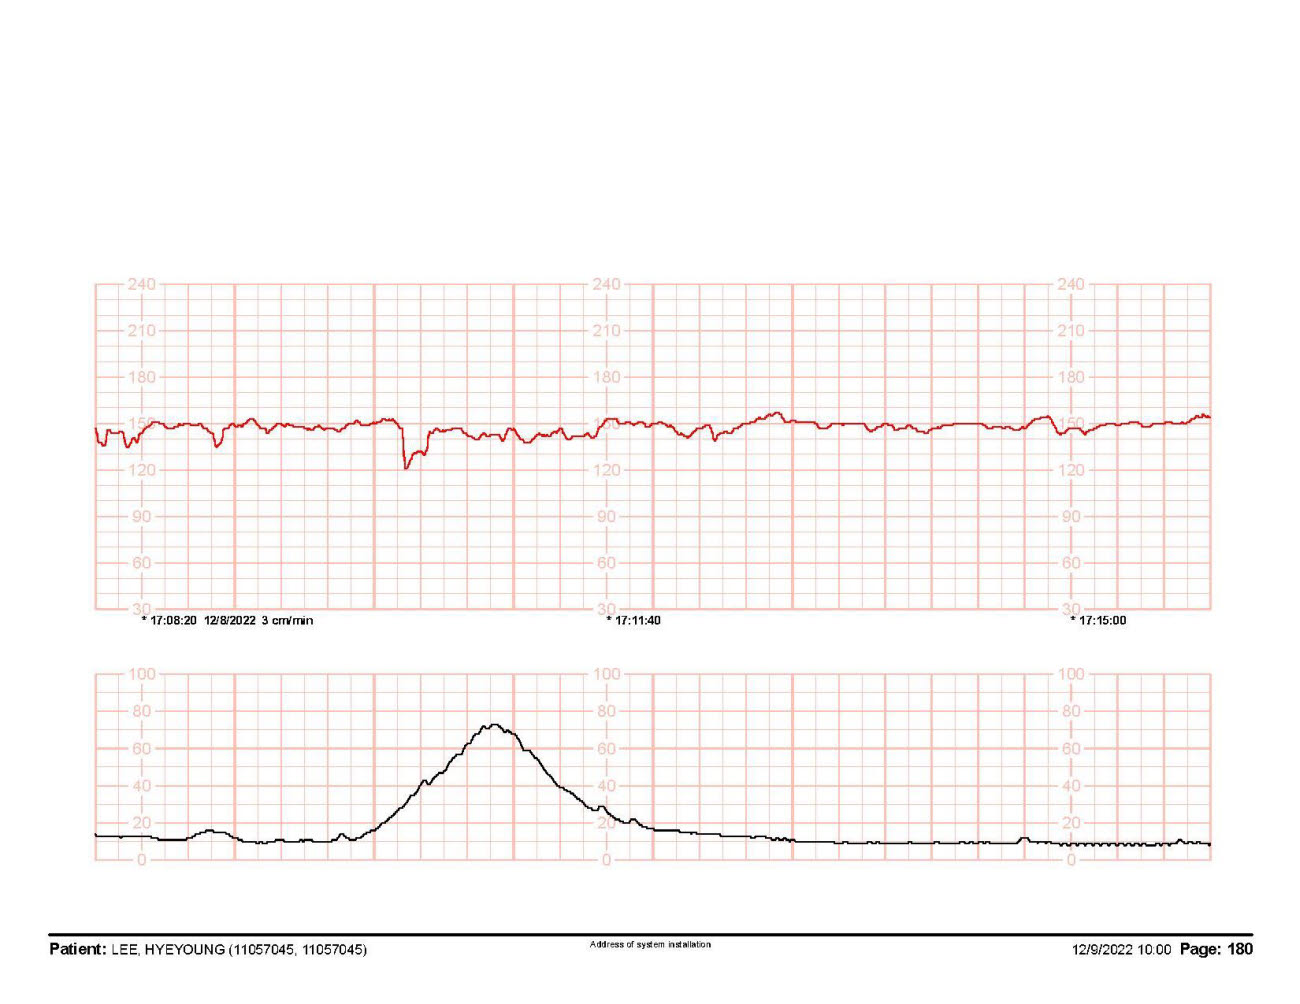 240 240 240
210 210 210
180 180 180
150 150 150
120 120 120
90 90 90
60 60 60
30 30 30
* 17:08:20 12/8/2022 3 cm/min * 17:11:40 * 17:15:00
100 100 100
80 80 80
60 60 60
40 40 40
20 20 20
0 0 0
Patient: LEE, HYEYOUNG (11057045, 11057045) Address of system installation 12/9/2022 10:00 Page: 180